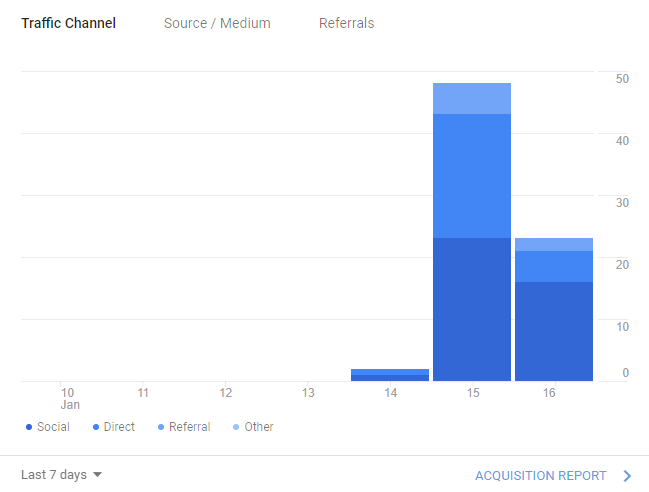 Traffic Channel Source / Medium Referrals
50
40
30
20
10
0
10 11 12 13 14 15 16
Jan
Social Direct Referral Other
Last 7 days ACQUISITION REPORT